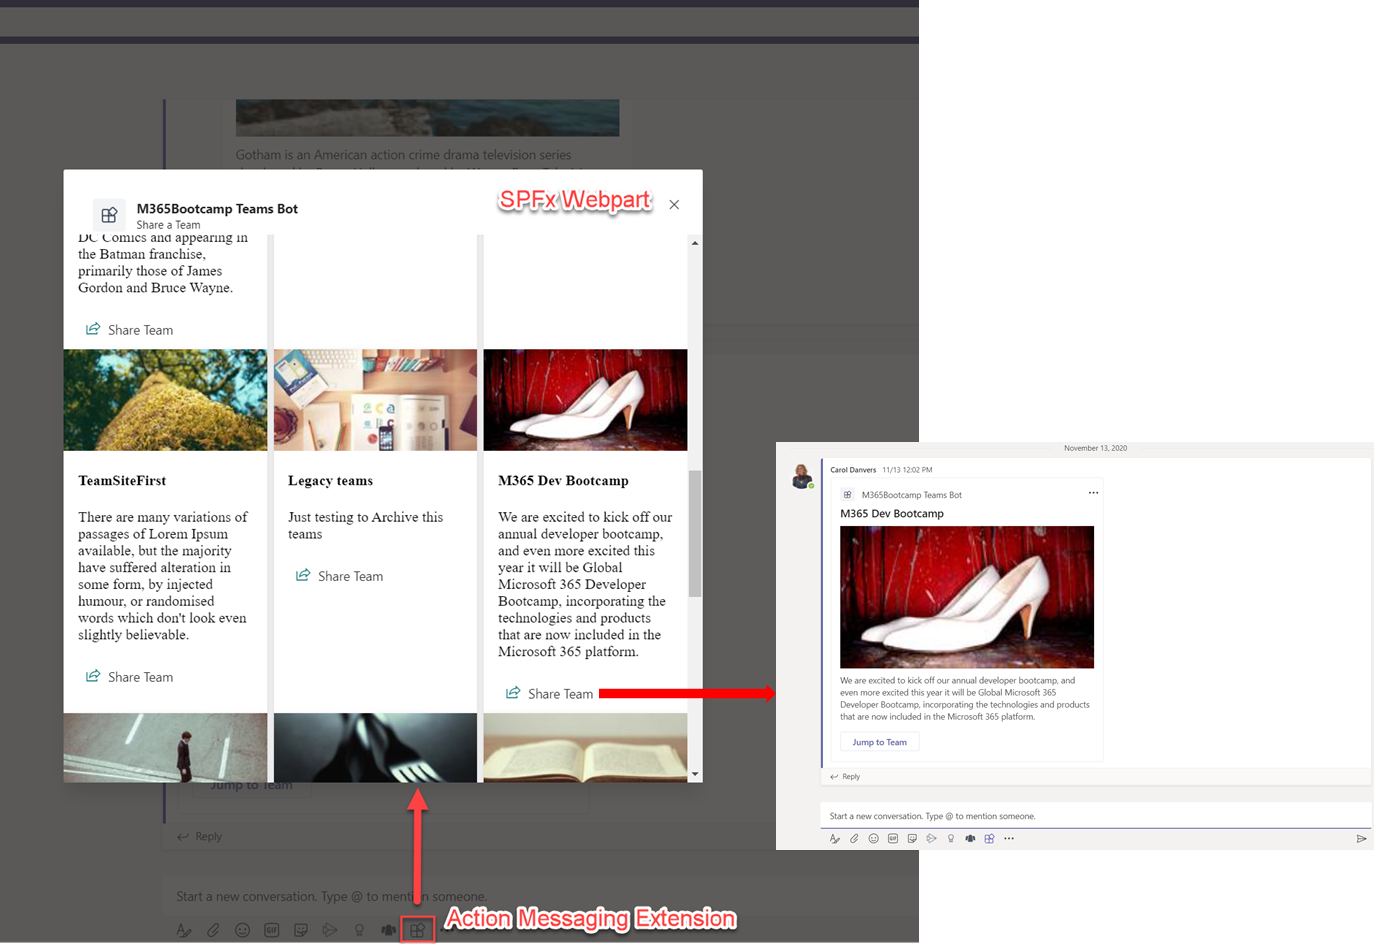 Gotham is an American action crime drama television series
M365Bootcamp Teams Bot
Share a Team
SPFx Webpart
DC Comics and appearing in
the Batman franchise,
primarily those of James
Gordon and Bruce Wayne.
Share Team
TeamSiteFirst
There are many variations of
passages of Lorem Ipsum
available, but the majority
have suffered alteration in
some form, by injected
humour, or randomised
words which don't look even
slightly believable.
Share Team
Legacy teams
Just testing to Archive this
teams
Share Team
M365 Dev Bootcamp
We are excited to kick off our
annual developer bootcamp,
and even more excited this
year it will be Global
Microsoft 365 Developer
Bootcamp, incorporating the
technologies and products
that are now included in the
Microsoft 365 platform.
Share Team
Jump to Team
Reply
Start a new conversation. Type @ to mention someone.
GIF
Action Messaging Extension
November 13, 2020
Carol Danvers 11/13 12:02 PM
M365Bootcamp Teams Bot
M365 Dev Bootcamp
We are excited to kick off our annual developer bootcamp, and
even more excited this year it will be Global Microsoft 365
Developer Bootcamp, incorporating the technologies and products
that are now included in the Microsoft 365 platform.
Jump to Team
Reply
Start a new conversation. Type @ to mention someone.
GIF